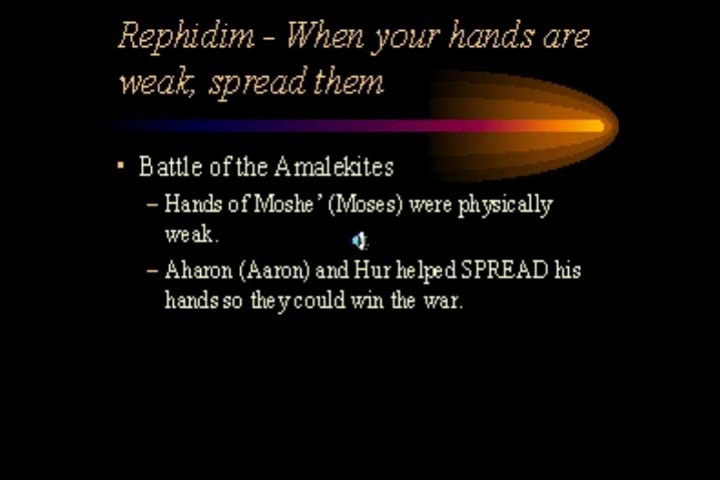 Rephidim - When your hands are
weak, spread them
Battle of the Amalekites
– Hands of Moshe' (Moses) were physically
weak.
– Aharon (Aaron) and Hur helped SPREAD his
hands so they could win the war.